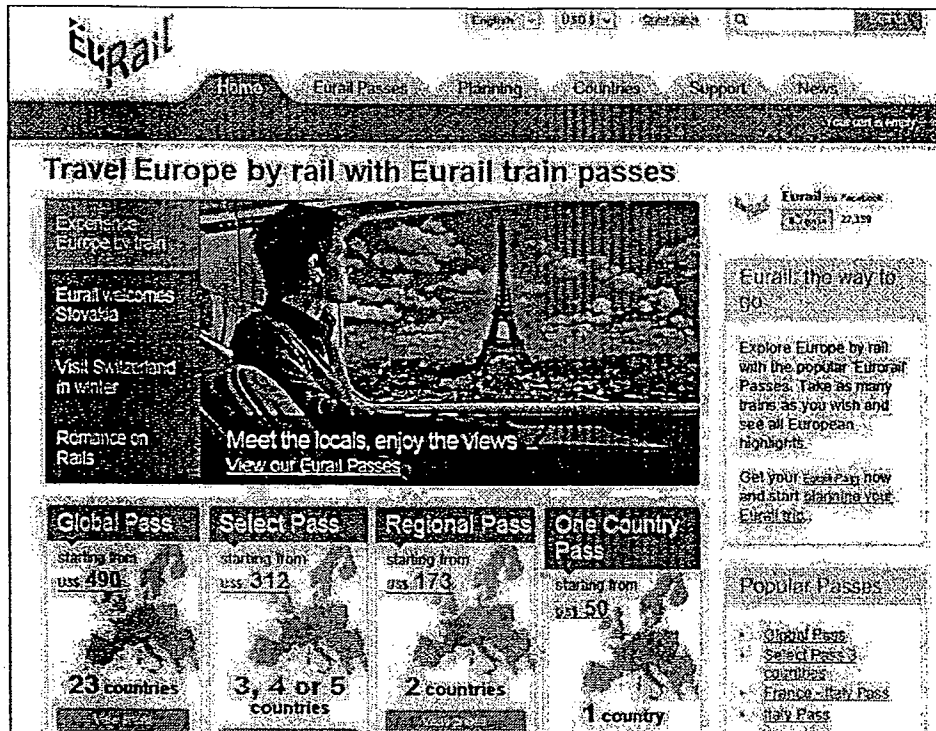 EuRail
English
USD $
Home
Eurail Passes
Planning
Countries
Support
News
Your cart is empty
Travel Europe by rail with Eurail train passes
Experience
Europe by train
Eurail welcomes
Slovakia
Visit Switzerland
in winter
Romance on
Rails
Meet the locals, enjoy the views
View our Eurail Passes
Eurail on Facebook
Eurail: the way to
go
Explore Europe by rail
with the popular Eurorail
Passes. Take as many
trains as you wish and
see all European
highlights.
Get your now
and start planning your
Eurail trip.
Global Pass
starting from
US$ 490
23 countries
Select Pass
starting from
US$ 312
3, 4 or 5
countries
Regional Pass
starting from
US$ 173
2 countries
One Country
Pass
starting from
US$ 50
1 country
Popular Passes
Global Pass
Select Pass 3
countries
France - Italy Pass
Italy Pass